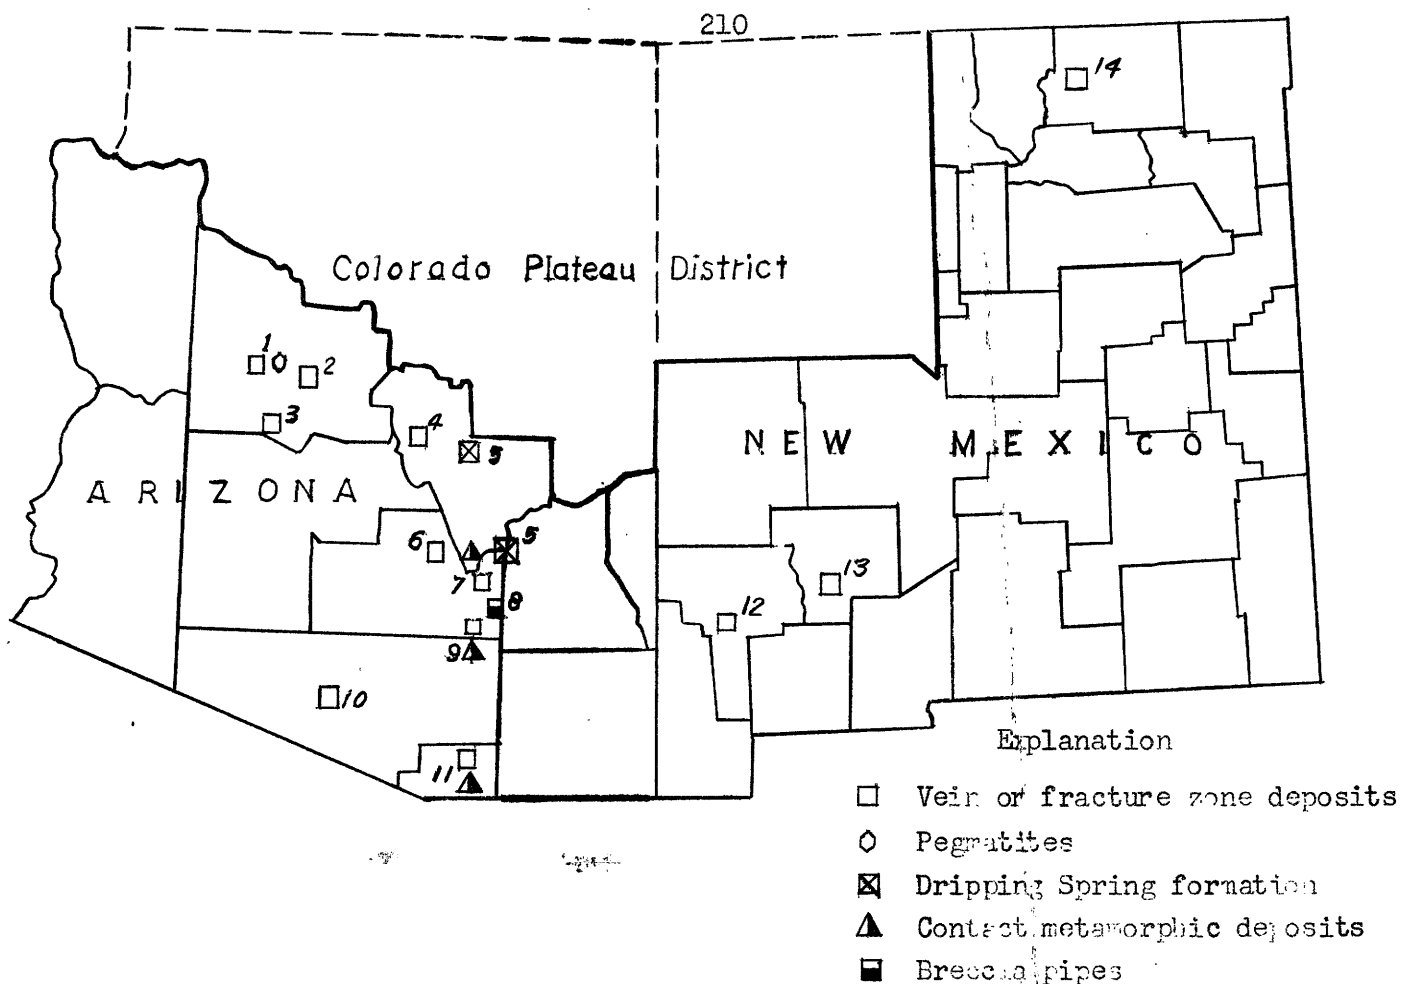 210
14
Colorado Plateau District
1
2
3
4
5
NEW MEXICO
ARIZONA
6
5
7
8
13
12
9
10
11
Explanation
Vein or fracture zone deposits
Pegmatites
Dripping Spring formation
Contact metamorphic deposits
Breccia pipes